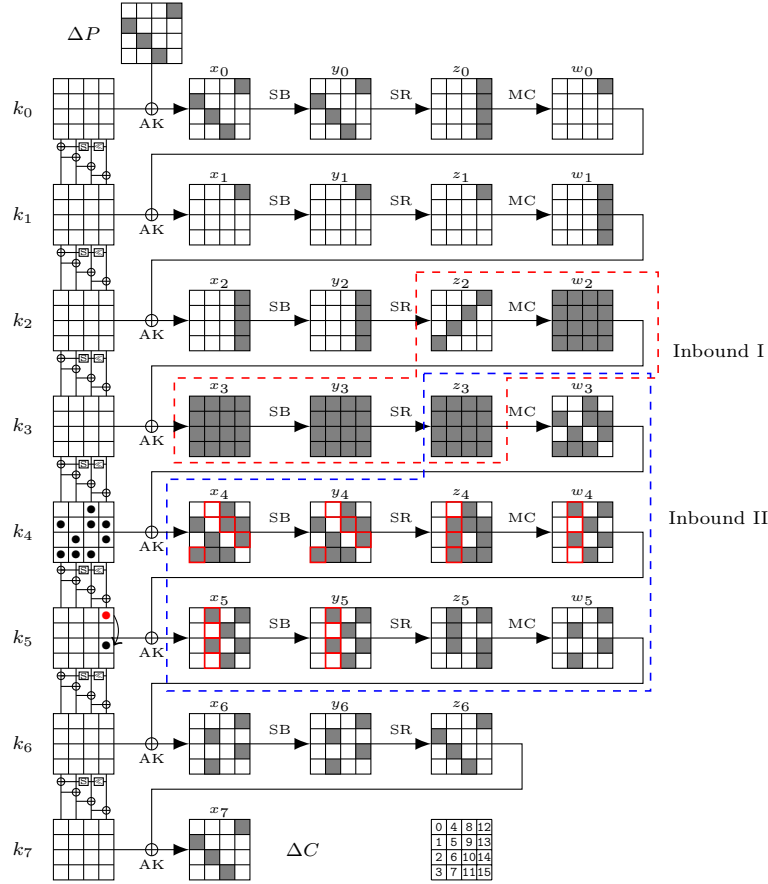 ΔP
x₀ y₀ z₀ w₀
k₀ AK SB SR MC
S ≪
x₁ y₁ z₁ w₁
k₁ AK SB SR MC
S ≪
x₂ y₂ z₂ w₂
k₂ AK SB SR MC
Inbound I
S ≪
x₃ y₃ z₃ w₃
k₃ AK SB SR MC
S ≪
x₄ y₄ z₄ w₄
k₄ AK SB SR MC
Inbound II
S ≪
x₅ y₅ z₅ w₅
k₅ AK SB SR MC
S ≪
x₆ y₆ z₆
k₆ AK SB SR
S ≪
x₇
k₇ AK ΔC
0 4 8 12
1 5 9 13
2 6 10 14
3 7 11 15